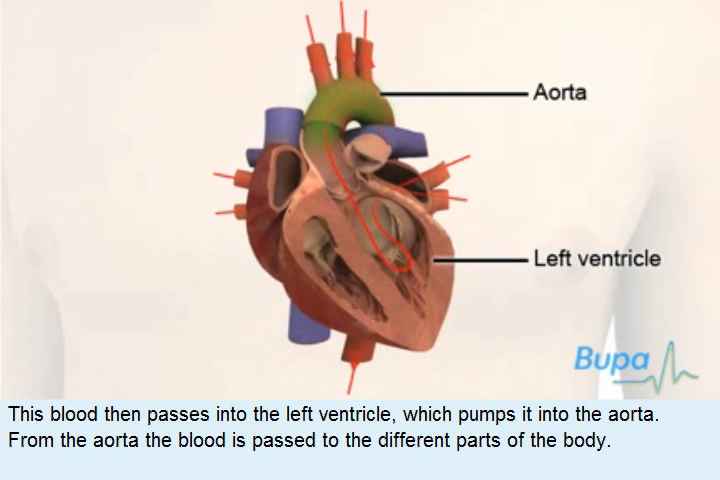 Aorta
Left ventricle
Bupa
This blood then passes into the left ventricle, which pumps it into the aorta.
From the aorta the blood is passed to the different parts of the body.